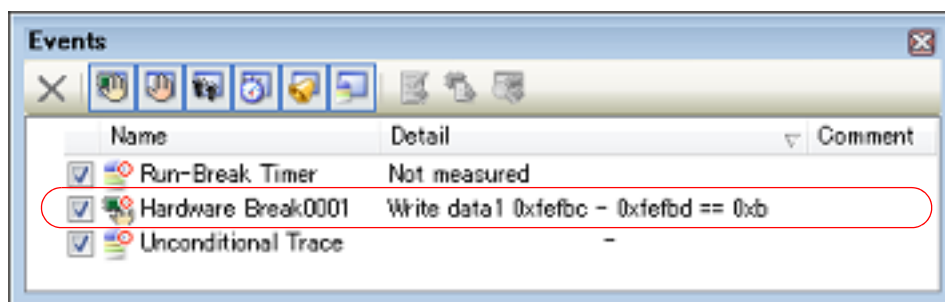 Events
Name Detail Comment
Run-Break Timer Not measured
Hardware Break0001 Write data1 0xfefbc - 0xfefbd == 0xb
Unconditional Trace -